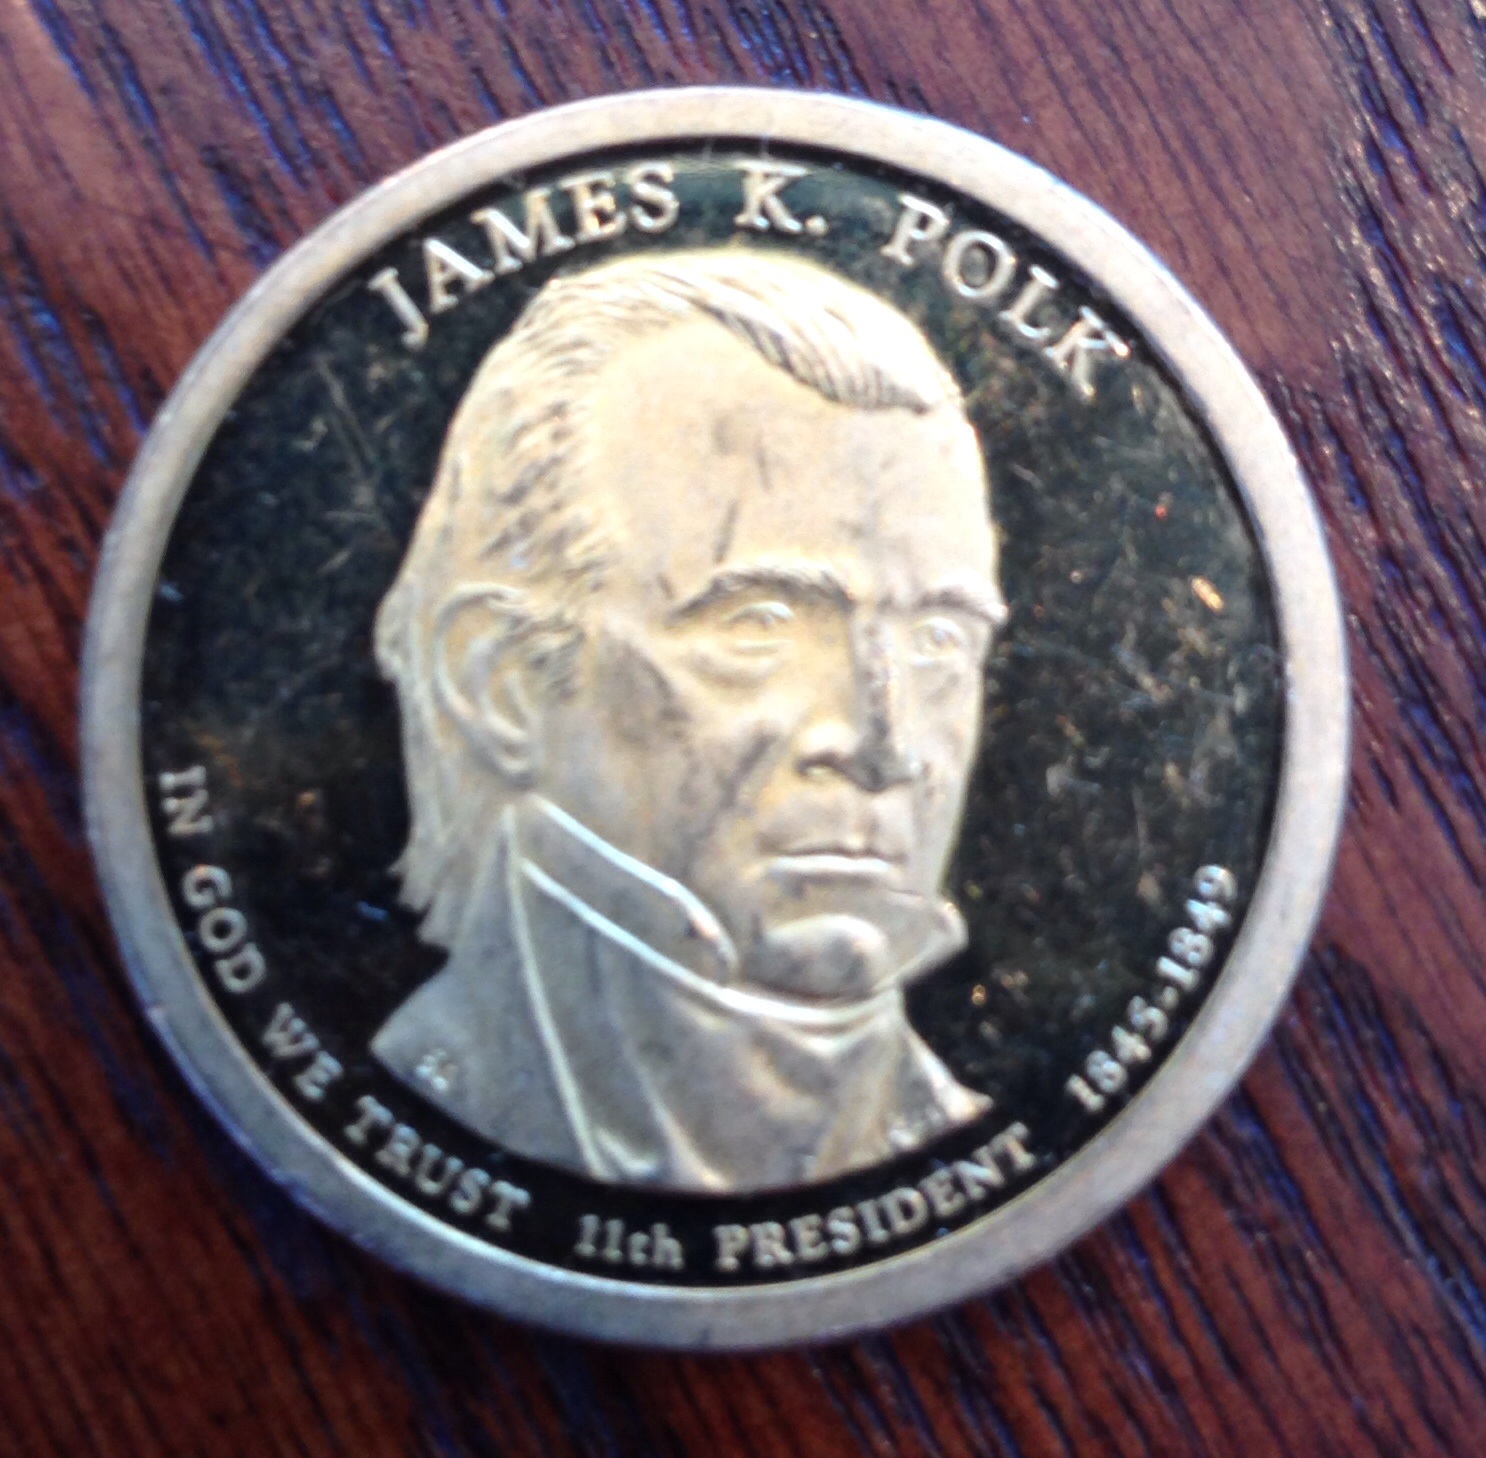 JAMES K. POLK
IN GOD WE TRUST
11th PRESIDENT
1845-1849